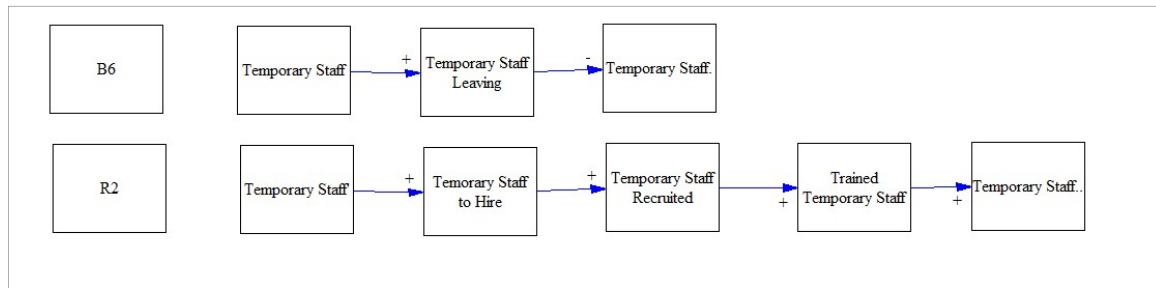 B6
Temporary Staff
+
Temporary Staff
Leaving
-
Temporary Staff.
R2
Temporary Staff
+
Temorary Staff
to Hire
+
Temporary Staff
Recruited
+
Trained
Temporary Staff
+
Temporary Staff..